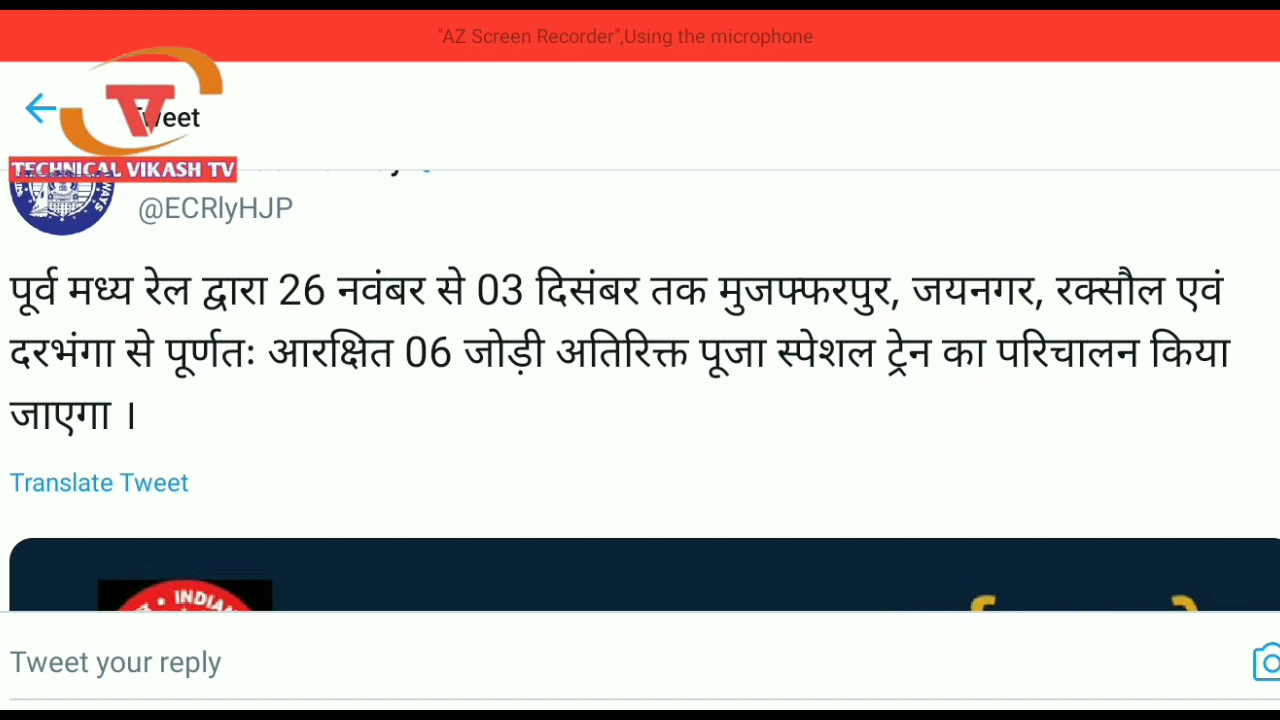 "AZ Screen Recorder",Using the microphone
Tweet
TECHNICAL VIKASH TV
@ECRlyHJP
पूर्व मध्य रेल द्वारा 26 नवंबर से 03 दिसंबर तक मुजफ्फरपुर, जयनगर, रक्सौल एवं
दरभंगा से पूर्णतः आरक्षित 06 जोड़ी अतिरिक्त पूजा स्पेशल ट्रेन का परिचालन किया
जाएगा ।
Translate Tweet
Tweet your reply